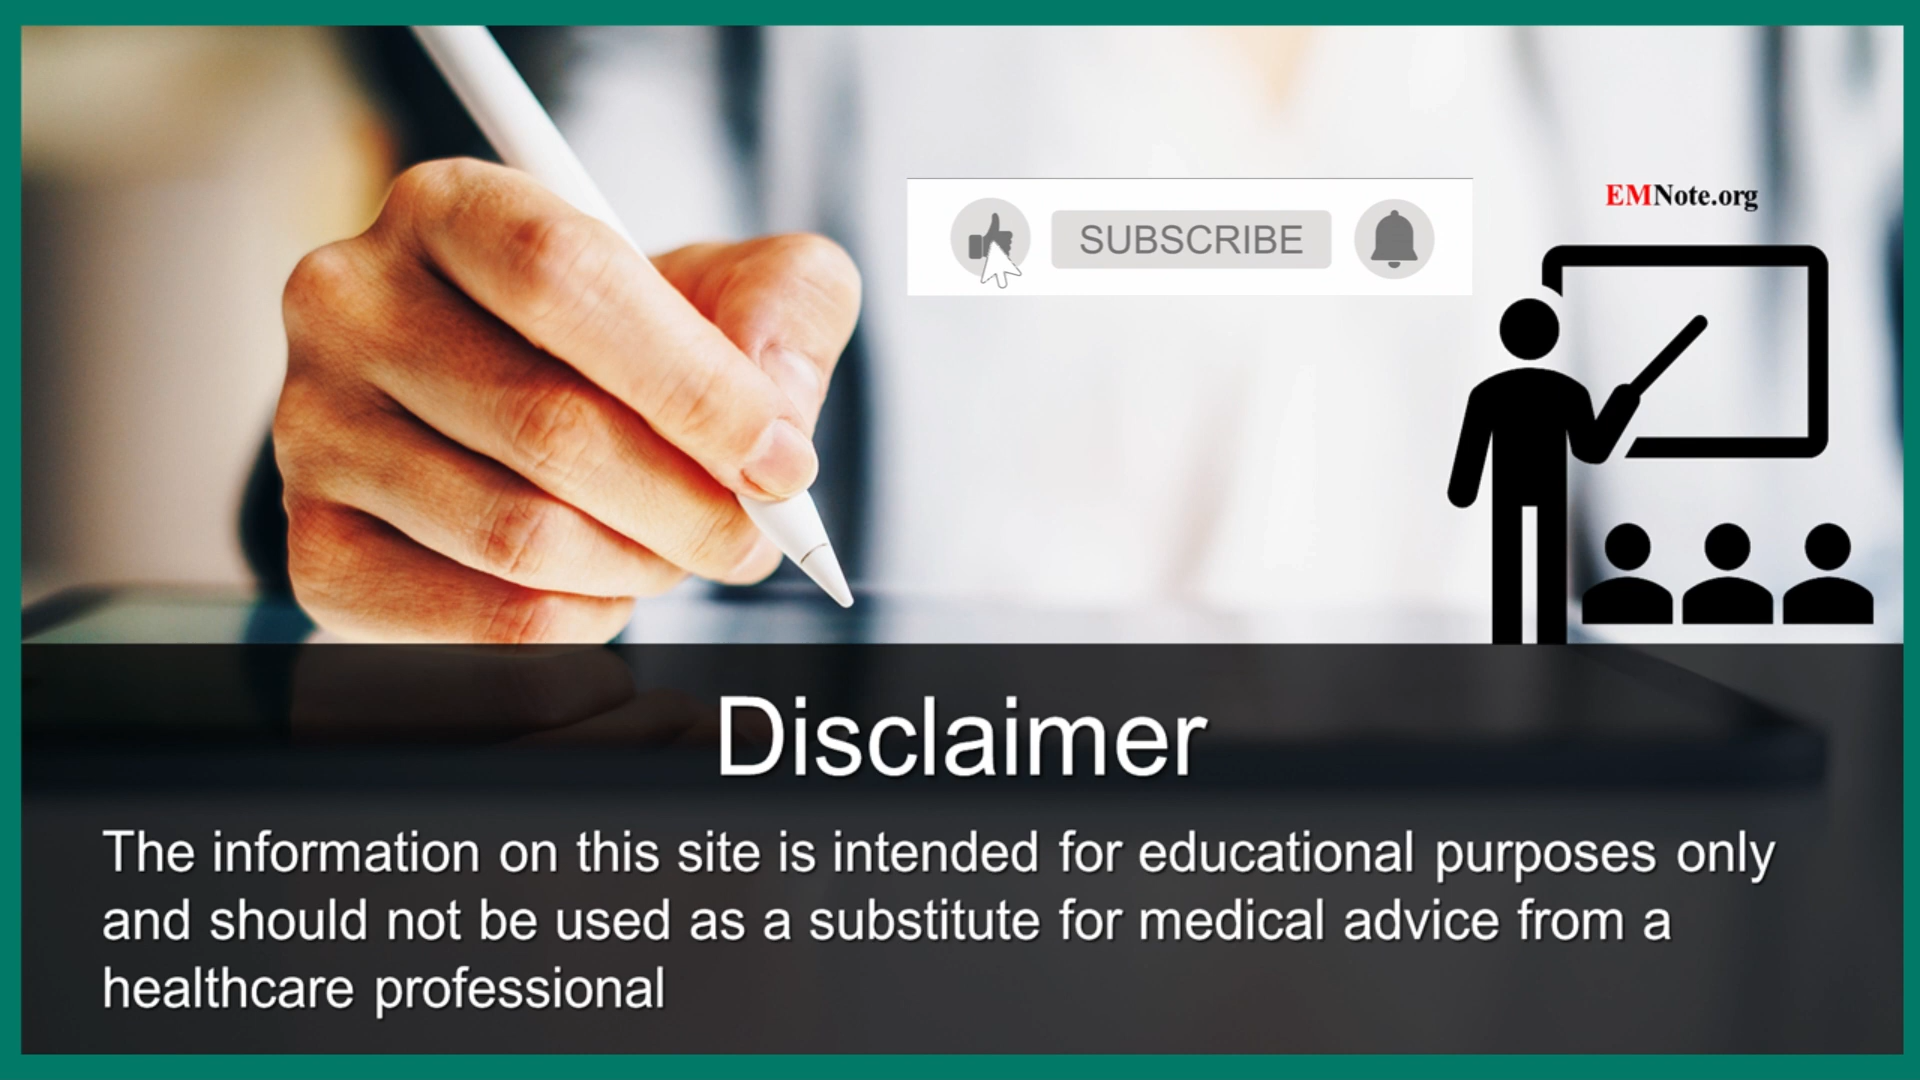 EMNote.org
SUBSCRIBE
Disclaimer
The information on this site is intended for educational purposes only
and should not be used as a substitute for medical advice from a
healthcare professional